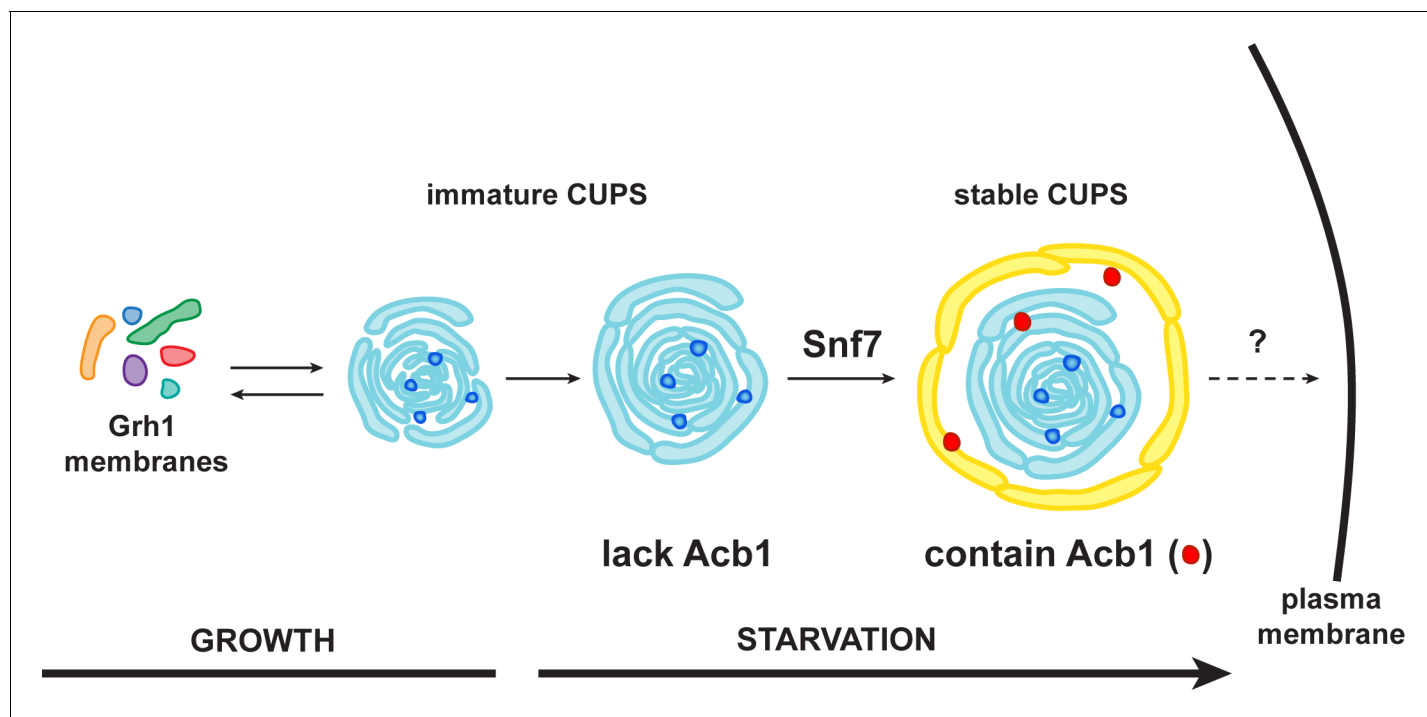 immature CUPS
stable CUPS
Snf7
?
Grh1
membranes
lack Acb1
contain Acb1 ( )
plasma
membrane
GROWTH
STARVATION